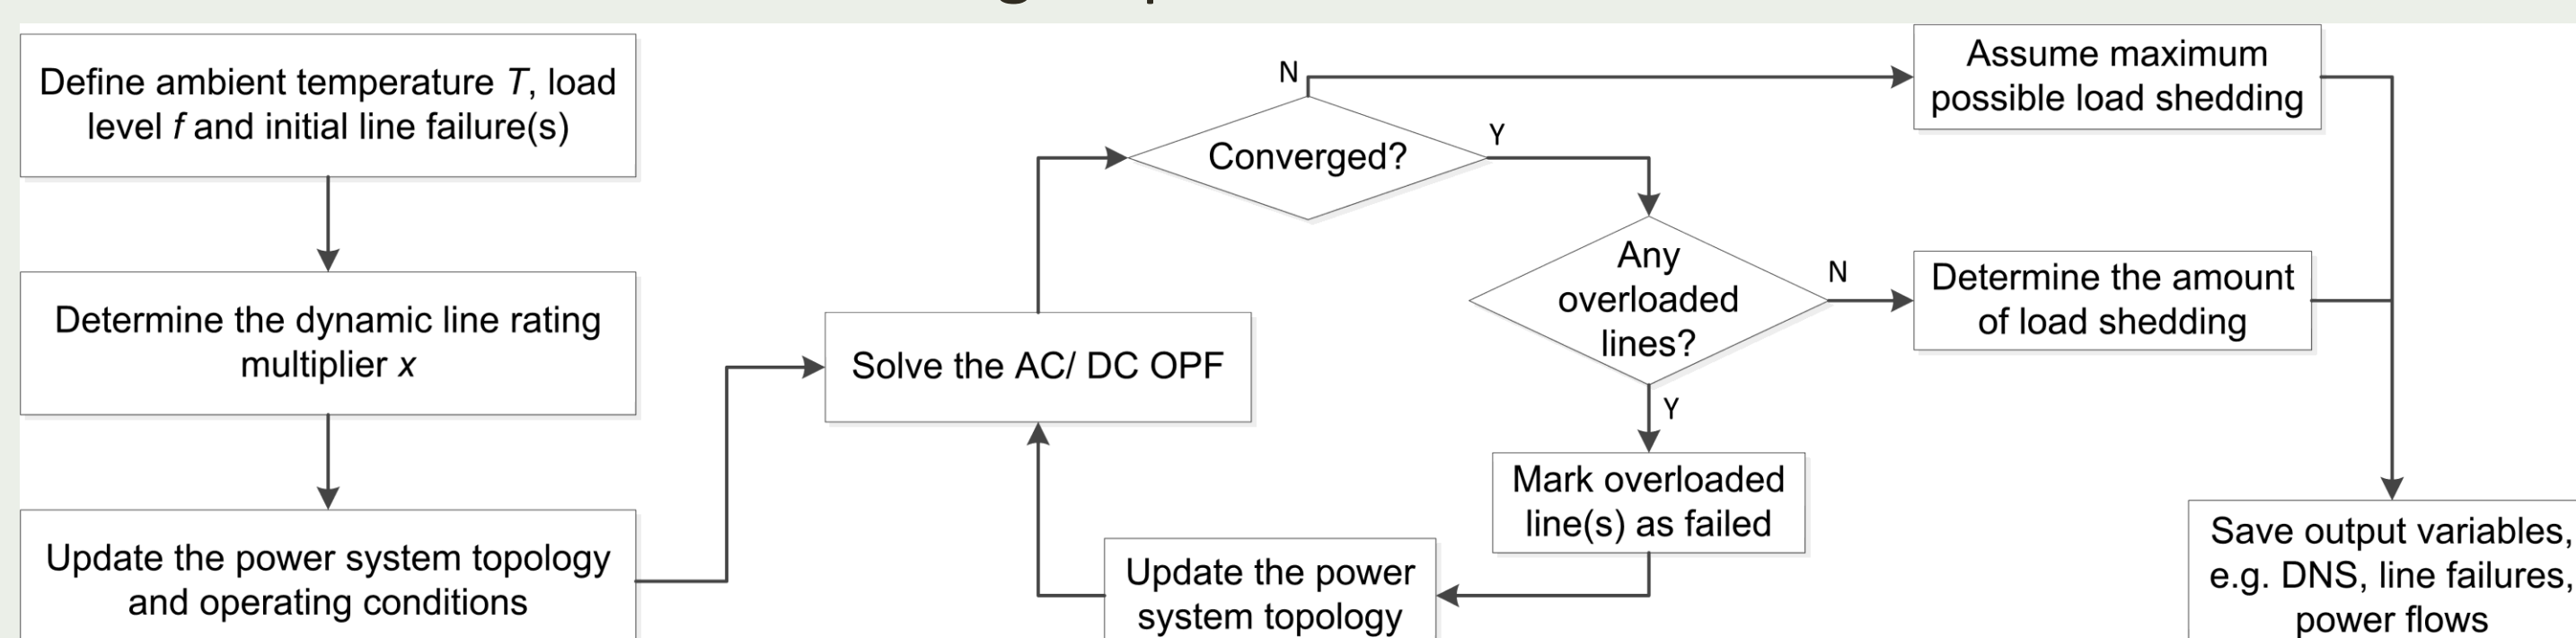 Define ambient temperature T, load
level f and initial line failure(s)
Determine the dynamic line rating
multiplier x
Update the power system topology
and operating conditions
Solve the AC/ DC OPF
N
Converged?
Y
Any
overloaded
lines?
N
Y
Mark overloaded
line(s) as failed
Update the power
system topology
Assume maximum
possible load shedding
Determine the amount
of load shedding
Save output variables,
e.g. DNS, line failures,
power flows